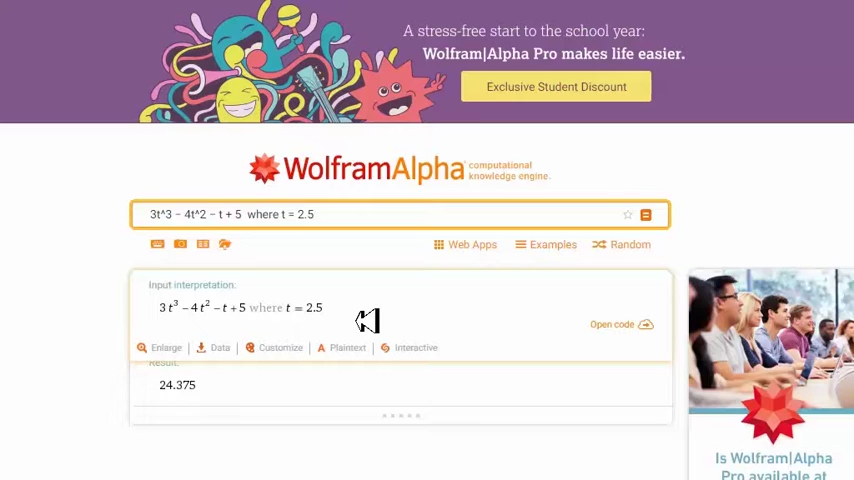 A stress-free start to the school year:
Wolfram|Alpha Pro makes life easier.
Exclusive Student Discount
WolframAlpha computational knowledge engine.
3t^3 − 4t^2 − t + 5 where t = 2.5
Web Apps Examples Random
Input interpretation:
3 t³ − 4 t² − t + 5 where t = 2.5
Open code
Enlarge Data Customize Plaintext Interactive
Result:
24.375
Is Wolfram|Alpha
Pro available at